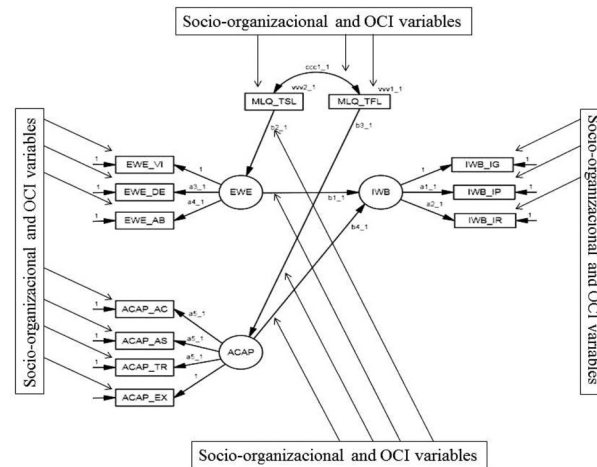 Socio-organizacional and OCI variables
ccc1_1
vvv2_1
vvv1_1
MLQ_TSL
MLQ_TFL
b2_1
b3_1
Socio-organizacional and OCI variables
1
EWE_VI
1
1
EWE_DE
a3_1
1
EWE_AB
a4_1
EWE
b1_1
IWB
b4_1
1
IWB_IG
1
a1_1
IWB_IP
1
a2_1
IWB_IR
1
Socio-organizacional and OCI variables
1
ACAP_AC
a5_1
1
ACAP_AS
a5_1
1
ACAP_TR
a5_1
1
ACAP_EX
1
ACAP
Socio-organizacional and OCI variables